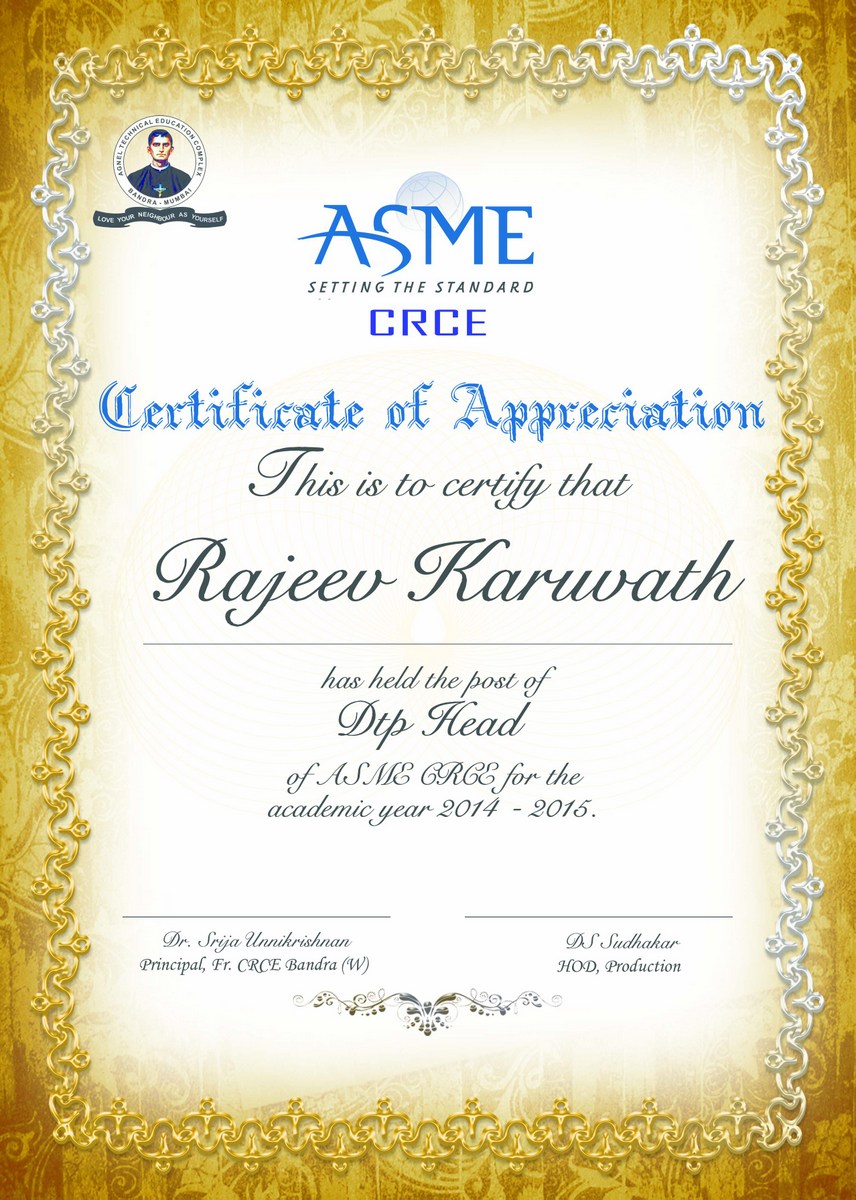 AGNEL TECHNICAL EDUCATION COMPLEX
BANDRA - MUMBAI
LOVE YOUR NEIGHBOUR AS YOURSELF
ASME
SETTING THE STANDARD
CRCE
Certificate of Appreciation
This is to certify that
Rajeev Karuvath
has held the post of
Dtp Head
of ASME CRCE for the
academic year 2014 - 2015.
Dr. Srija Unnikrishnan DS Sudhakar
Principal, Fr. CRCE Bandra (W) HOD, Production